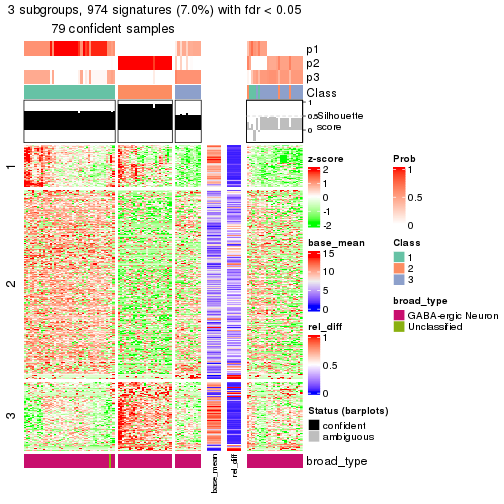 3 subgroups, 974 signatures (7.0%) with fdr < 0.05
79 confident samples
p1
p2
p3
Class
1
0.5
0
Silhouette
score
1
2
3
z-score
2
1
0
-1
-2
base_mean
15
10
5
0
rel_diff
1
0.5
0
Status (barplots)
confident
ambiguous
Prob
1
0.5
0
Class
1
2
3
broad_type
GABA-ergic Neuron
Unclassified
broad_type
base_mean
rel_diff